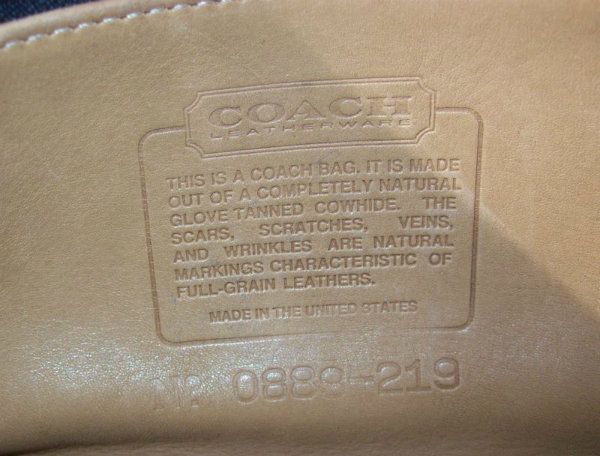 COACH
LEATHERWARE
THIS IS A COACH BAG. IT IS MADE
OUT OF A COMPLETELY NATURAL
GLOVE TANNED COWHIDE. THE
SCARS, SCRATCHES, VEINS,
AND WRINKLES ARE NATURAL
MARKINGS CHARACTERISTIC OF
FULL-GRAIN LEATHERS.
MADE IN THE UNITED STATES
NO 0889-219